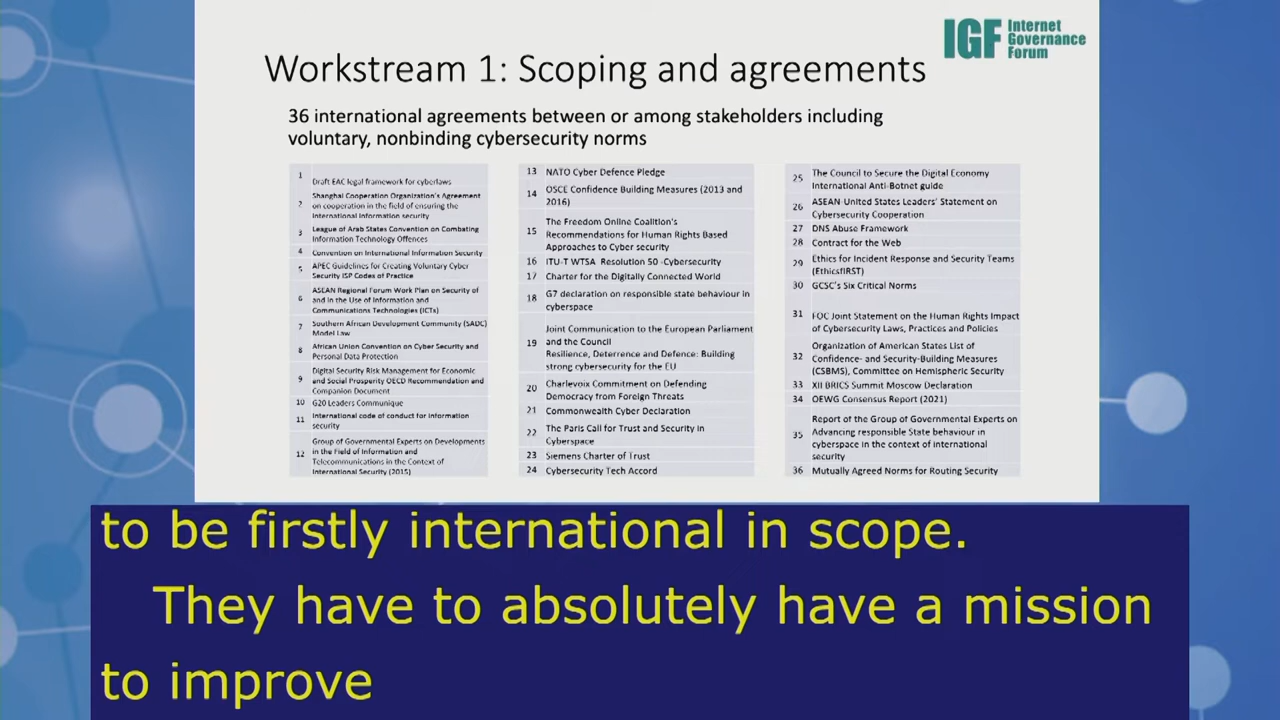 IGF Internet
Governance
Forum
Workstream 1: Scoping and agreements
36 international agreements between or among stakeholders including
voluntary, nonbinding cybersecurity norms
1 Draft EAC legal framework for cyberlaws
2 Shanghai Cooperation Organization's Agreement
on cooperation in the field of ensuring the
International Information security
3 League of Arab States Convention on Combating
Information Technology Offences
4 Convention on International Information Security
5 APEC Guidelines for Creating Voluntary Cyber
Security ISP Codes of Practice
6 ASEAN Regional Forum Work Plan on Security of
and in the Use of Information and
Communications Technologies (ICTs)
7 Southern African Development Community (SADC)
Model Law
8 African Union Convention on Cyber Security and
Personal Data Protection
9 Digital Security Risk Management for Economic
and Social Prosperity OECD Recommendation and
Companion Document
10 G20 Leaders Communique
11 International code of conduct for information
security
12 Group of Governmental Experts on Developments
in the Field of Information and
Telecommunications in the Context of
International Security (2015)
13 NATO Cyber Defence Pledge
14 OSCE Confidence Building Measures (2013 and
2016)
15 The Freedom Online Coalition's
Recommendations for Human Rights Based
Approaches to Cyber security
16 ITU-T WTSA Resolution 50 -Cybersecurity
17 Charter for the Digitally Connected World
18 G7 declaration on responsible state behaviour in
cyberspace
19 Joint Communication to the European Parliament
and the Council
Resilience, Deterrence and Defence: Building
strong cybersecurity for the EU
20 Charlevoix Commitment on Defending
Democracy from Foreign Threats
21 Commonwealth Cyber Declaration
22 The Paris Call for Trust and Security in
Cyberspace
23 Siemens Charter of Trust
24 Cybersecurity Tech Accord
25 The Council to Secure the Digital Economy
International Anti-Botnet guide
26 ASEAN-United States Leaders' Statement on
Cybersecurity Cooperation
27 DNS Abuse Framework
28 Contract for the Web
29 Ethics for Incident Response and Security Teams
(EthicsfIRST)
30 GCSC's Six Critical Norms
31 FOC Joint Statement on the Human Rights Impact
of Cybersecurity Laws, Practices and Policies
32 Organization of American States List of
Confidence- and Security-Building Measures
(CSBMS), Committee on Hemispheric Security
33 XII BRICS Summit Moscow Declaration
34 OEWG Consensus Report (2021)
35 Report of the Group of Governmental Experts on
Advancing responsible State behaviour in
cyberspace in the context of international
security
36 Mutually Agreed Norms for Routing Security
to be firstly international in scope.
They have to absolutely have a mission
to improve